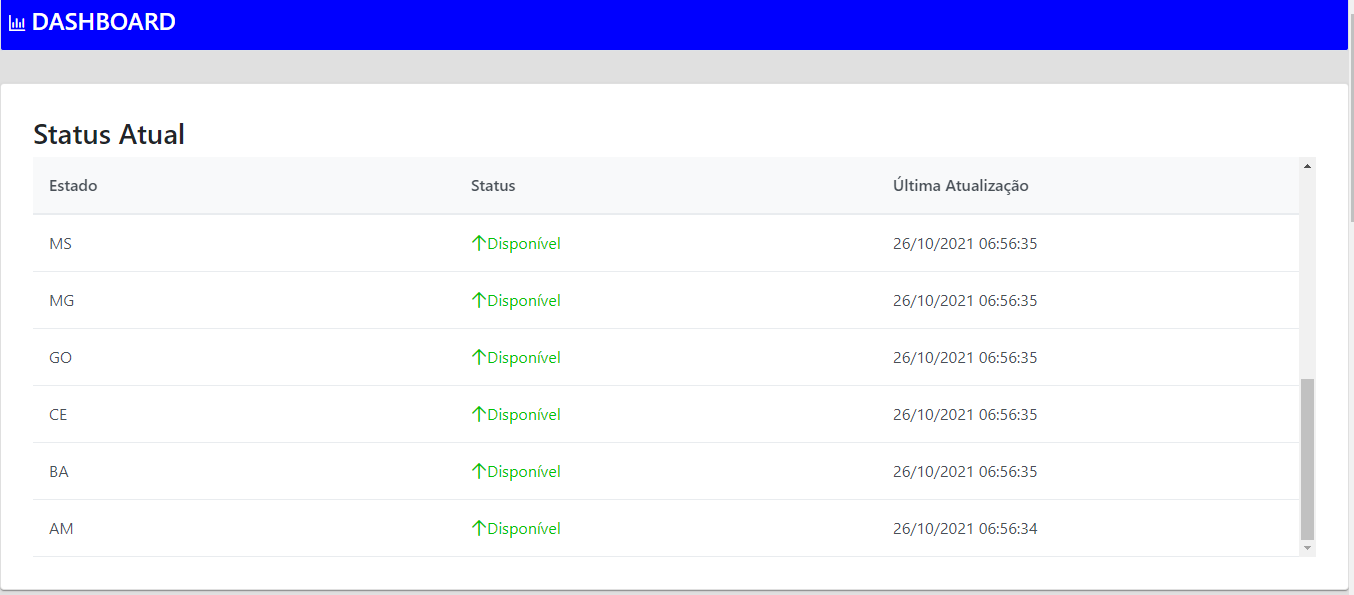 DASHBOARD
Status Atual
Estado Status Última Atualização
MS Disponível 26/10/2021 06:56:35
MG Disponível 26/10/2021 06:56:35
GO Disponível 26/10/2021 06:56:35
CE Disponível 26/10/2021 06:56:35
BA Disponível 26/10/2021 06:56:35
AM Disponível 26/10/2021 06:56:34